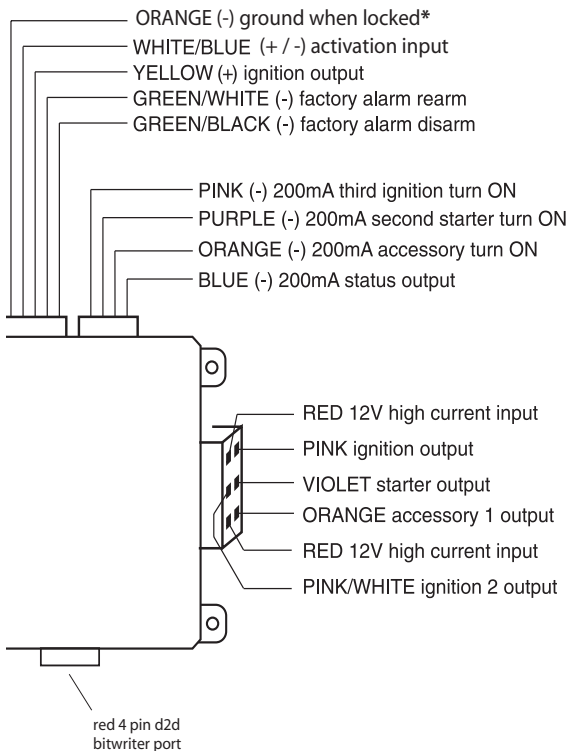 ORANGE (-) ground when locked*
WHITE/BLUE (+ / -) activation input
YELLOW (+) ignition output
GREEN/WHITE (-) factory alarm rearm
GREEN/BLACK (-) factory alarm disarm
PINK (-) 200mA third ignition turn ON
PURPLE (-) 200mA second starter turn ON
ORANGE (-) 200mA accessory turn ON
BLUE (-) 200mA status output
RED 12V high current input
PINK ignition output
VIOLET starter output
ORANGE accessory 1 output
RED 12V high current input
PINK/WHITE ignition 2 output
red 4 pin d2d
bitwriter port